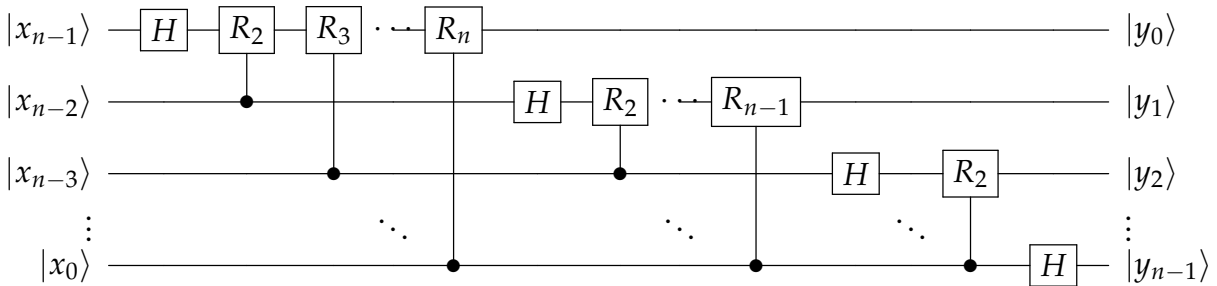 |x_{n−1}⟩ H R_2 R_3 ⋯ R_n |y_0⟩
|x_{n−2}⟩ H R_2 ⋯ R_{n−1} |y_1⟩
|x_{n−3}⟩ H R_2 |y_2⟩
⋮ ⋱ ⋱ ⋱ ⋮
|x_0⟩ H |y_{n−1}⟩